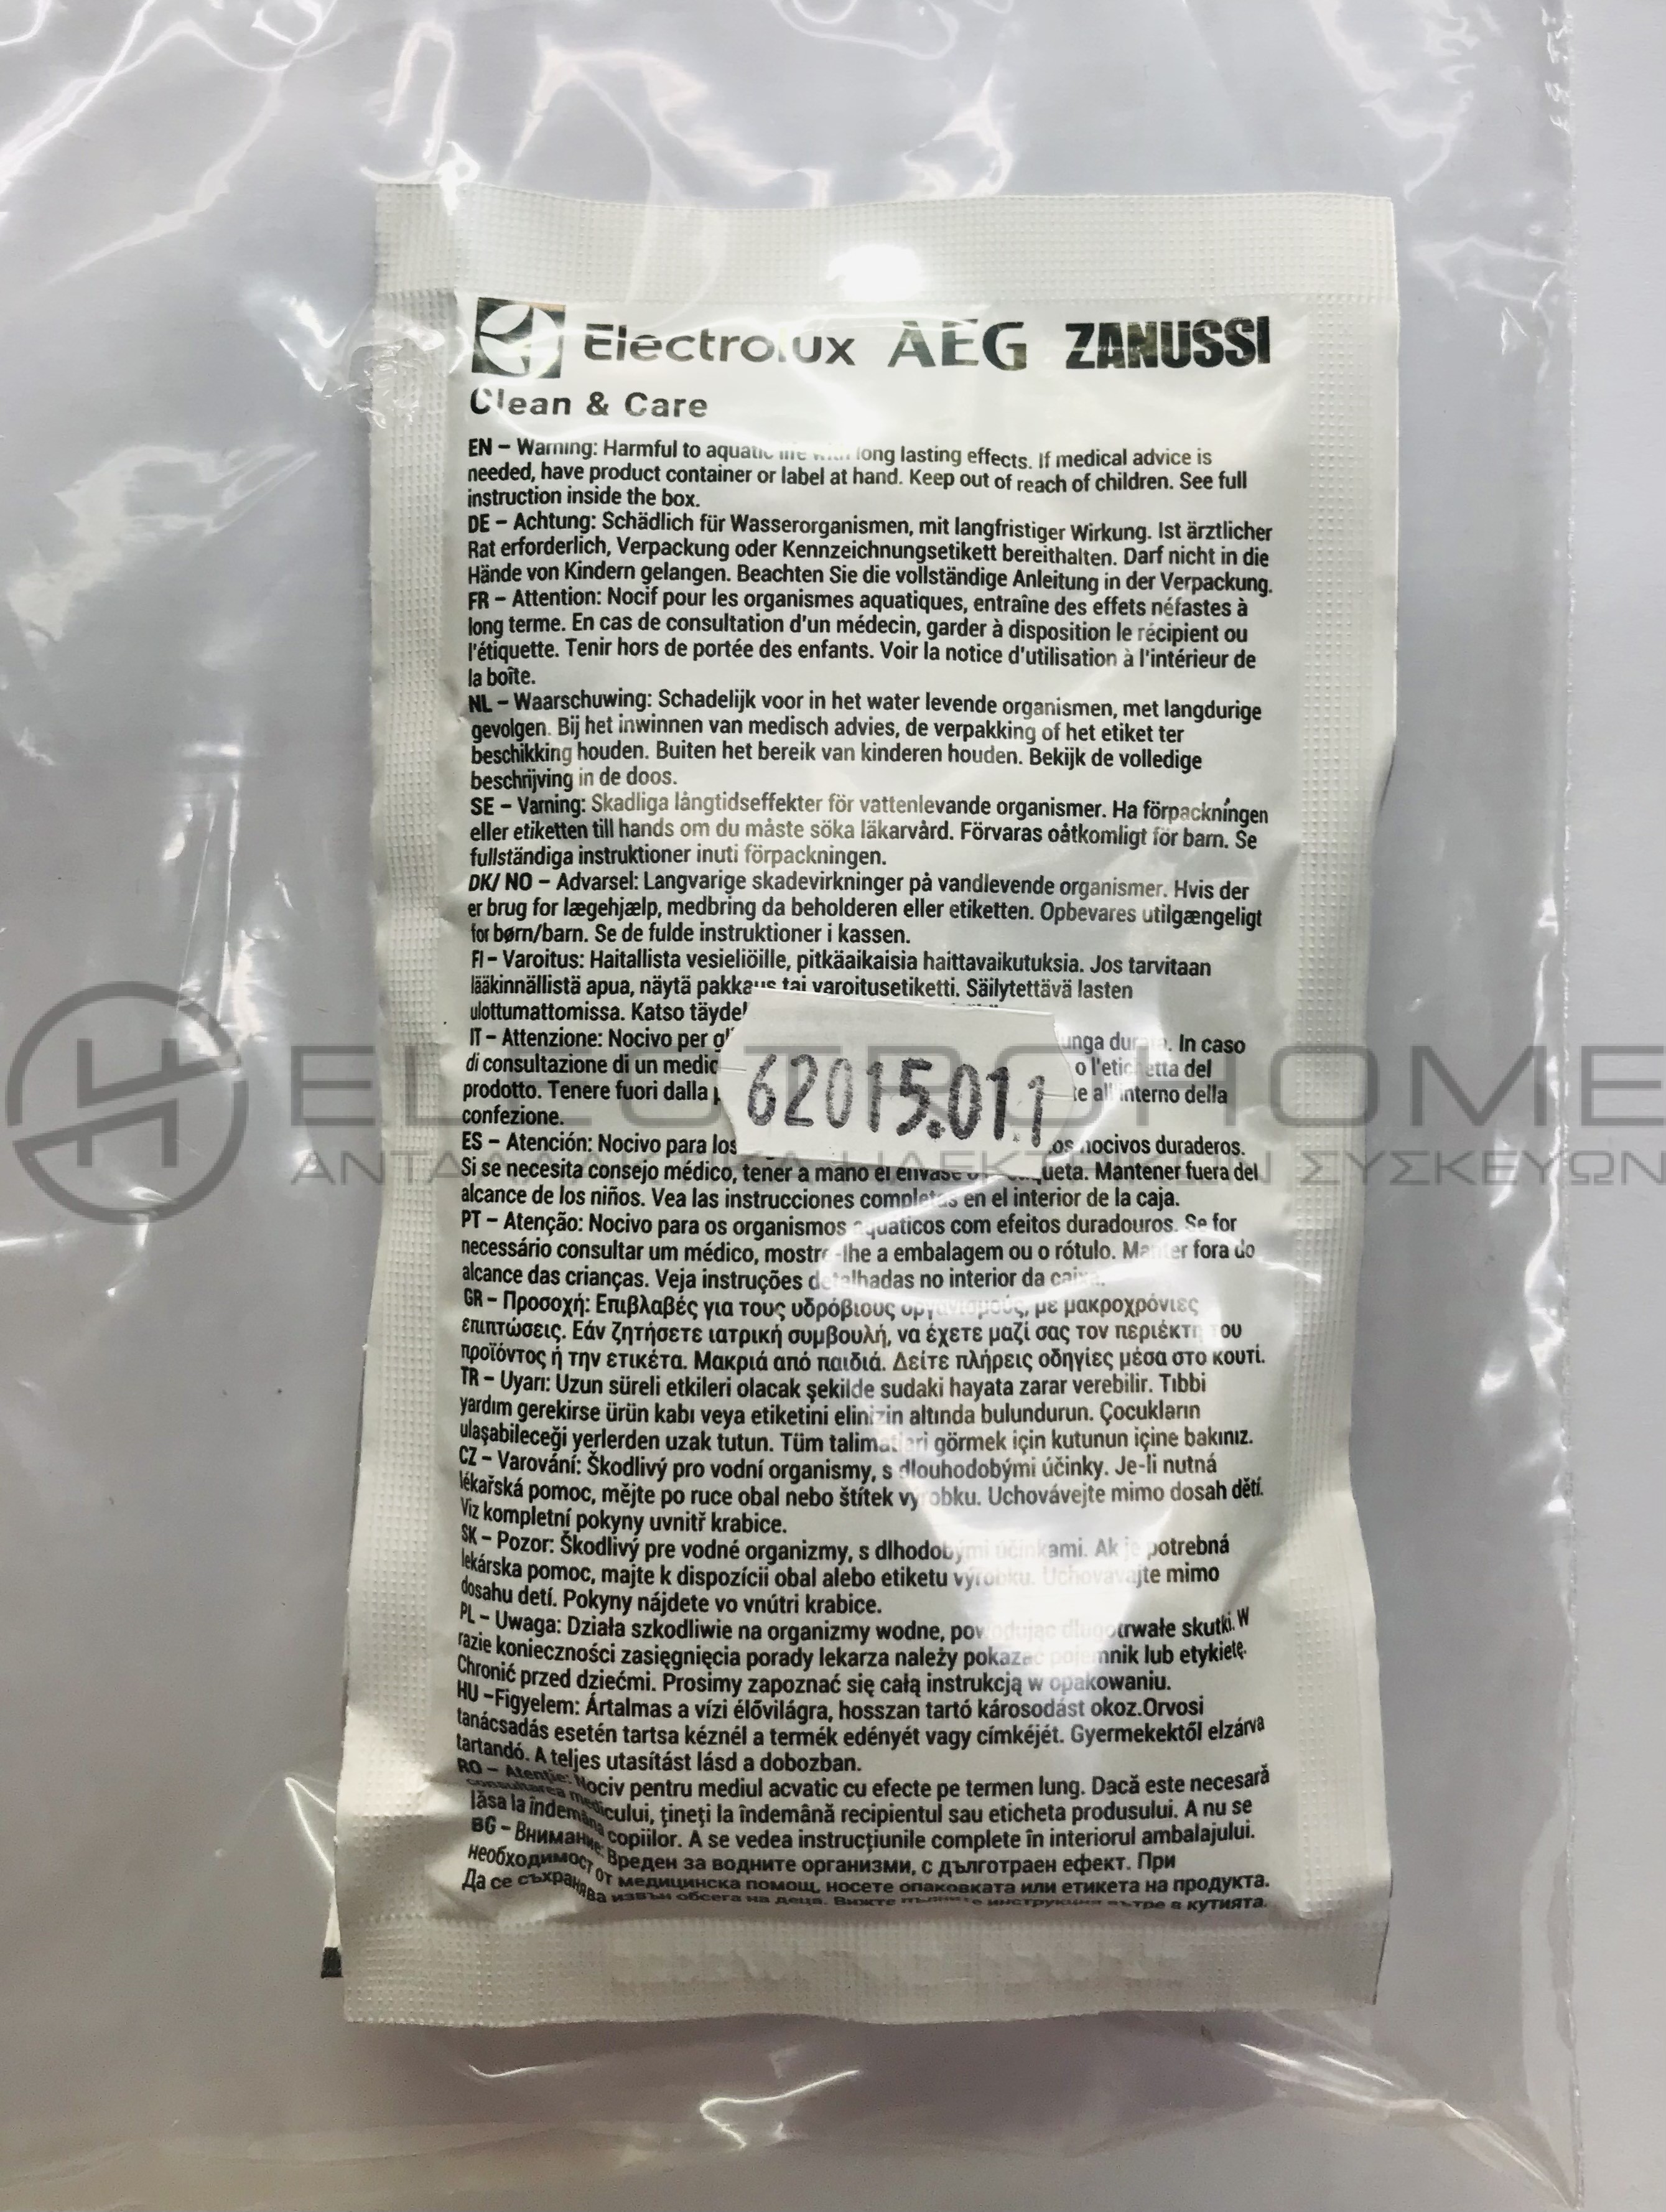 Electrolux AEG ZANUSSI
Clean & Care
EN – Warning: Harmful to aquatic life with long lasting effects. If medical advice is
needed, have product container or label at hand. Keep out of reach of children. See full
instruction inside the box.
DE – Achtung: Schädlich für Wasserorganismen, mit langfristiger Wirkung. Ist ärztlicher
Rat erforderlich, Verpackung oder Kennzeichnungsetikett bereithalten. Darf nicht in die
Hände von Kindern gelangen. Beachten Sie die vollständige Anleitung in der Verpackung.
FR – Attention: Nocif pour les organismes aquatiques, entraîne des effets néfastes à
long terme. En cas de consultation d'un médecin, garder à disposition le récipient ou
l'étiquette. Tenir hors de portée des enfants. Voir la notice d'utilisation à l'intérieur de
la boîte.
NL – Waarschuwing: Schadelijk voor in het water levende organismen, met langdurige
gevolgen. Bij het inwinnen van medisch advies, de verpakking of het etiket ter
beschikking houden. Buiten het bereik van kinderen houden. Bekijk de volledige
beschrijving in de doos.
SE – Varning: Skadliga långtidseffekter för vattenlevande organismer. Ha förpackningen
eller etiketten till hands om du måste söka läkarvård. Förvaras oåtkomligt för barn. Se
fullständiga instruktioner inuti förpackningen.
DK/ NO – Advarsel: Langvarige skadevirkninger på vandlevende organismer. Hvis der
er brug for lægehjælp, medbring da beholderen eller etiketten. Opbevares utilgængeligt
for børn/barn. Se de fulde instruktioner i kassen.
FI – Varoitus: Haitallista vesieliöille, pitkäaikaisia haittavaikutuksia. Jos tarvitaan
lääkinnällistä apua, näytä pakkaus tai varoitusetiketti. Säilytettävä lasten
ulottumattomissa. Katso
IT – Attenzione: Nocivo per durata. In caso
di consultazione di un o l'etichetta del
prodotto. Tenere fuori dalla all'interno della
confezione.
62015.011
ES – Atención: Nocivo para los nocivos duraderos.
Si se necesita consejo médico, tener a mano el envase o Mantener fuera del
alcance de los niños. Vea las instrucciones completas en el interior de la caja.
PT – Atenção: Nocivo para os organismos aquáticos com efeitos duradouros. Se for
necessário consultar um médico, mostre-lhe a embalagem ou o rótulo. Manter fora do
alcance das crianças. Veja instruções detalhadas no interior da caixa.
GR – Προσοχή: Επιβλαβές για τους υδρόβιους οργανισμούς, με μακροχρόνιες
επιπτώσεις. Εάν ζητήσετε ιατρική συμβουλή, να έχετε μαζί σας τον περιέκτη του
προϊόντος ή την ετικέτα. Μακριά από παιδιά. Δείτε πλήρεις οδηγίες μέσα στο κουτί.
TR – Uyarı: Uzun süreli etkileri olacak şekilde sudaki hayata zarar verebilir. Tıbbi
yardım gerekirse ürün kabı veya etiketini elinizin altında bulundurun. Çocukların
ulaşabileceği yerlerden uzak tutun. Tüm talimatları görmek için kutunun içine bakınız.
CZ – Varování: Škodlivý pro vodní organismy, s dlouhodobými účinky. Je-li nutná
lékařská pomoc, mějte po ruce obal nebo štítek výrobku. Uchovávejte mimo dosah dětí.
Viz kompletní pokyny uvnitř krabice.
SK – Pozor: Škodlivý pre vodné organizmy, s dlhodobými účinkami. Ak je potrebná
lekárska pomoc, majte k dispozícii obal alebo etiketu výrobku. Uchovávajte mimo
dosahu detí. Pokyny nájdete vo vnútri krabice.
PL – Uwaga: Działa szkodliwie na organizmy wodne, powodując długotrwałe skutki. W
razie konieczności zasięgnięcia porady lekarza należy pokazać pojemnik lub etykietę.
Chronić przed dziećmi. Prosimy zapoznać się całą instrukcją w opakowaniu.
HU –Figyelem: Ártalmas a vízi élővilágra, hosszan tartó károsodást okoz.Orvosi
tanácsadás esetén tartsa kéznél a termék edényét vagy címkéjét. Gyermekektől elzárva
tartandó. A teljes utasítást lásd a dobozban.
RO – Atenție: Nociv pentru mediul acvatic cu efecte pe termen lung. Dacă este necesară
consultarea medicului, țineți la îndemână recipientul sau eticheta produsului. A nu se
lăsa la îndemâna copiilor. A se vedea instrucțiunile complete în interiorul ambalajului.
BG – Внимание: Вреден за водните организми, с дълготраен ефект. При
необходимост от медицинска помощ, носете опаковката или етикета на продукта.
Да се съхранява извън обсега на деца. Вижте пълните инструкции вътре в кутията.
ELECTROHOME
ΑΝΤΑΛΛΑΚΤΙΚΑ ΗΛΕΚΤΡΙΚΩΝ ΣΥΣΚΕΥΩΝ